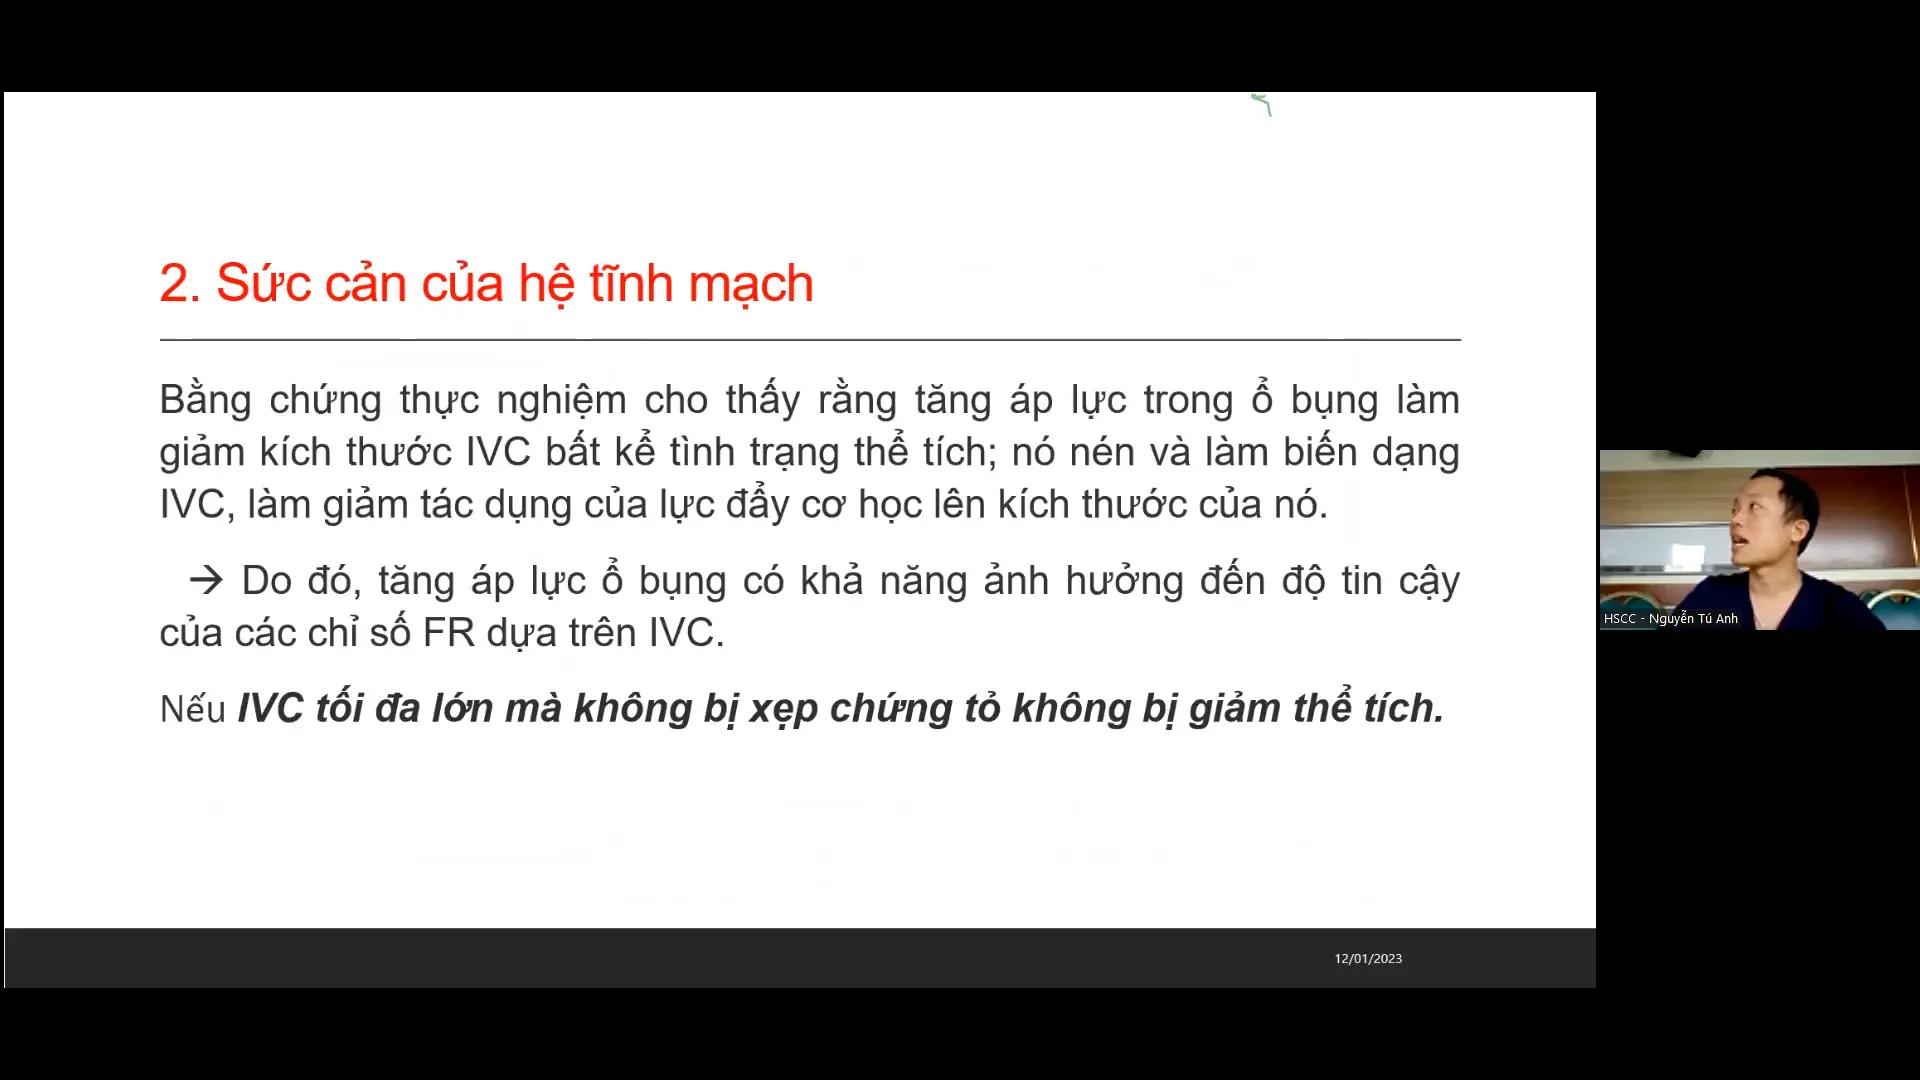 2. Sức cản của hệ tĩnh mạch
Bằng chứng thực nghiệm cho thấy rằng tăng áp lực trong ổ bụng làm
giảm kích thước IVC bất kể tình trạng thể tích; nó nén và làm biến dạng
IVC, làm giảm tác dụng của lực đẩy cơ học lên kích thước của nó.
→ Do đó, tăng áp lực ổ bụng có khả năng ảnh hưởng đến độ tin cậy
của các chỉ số FR dựa trên IVC.
Nếu IVC tối đa lớn mà không bị xẹp chứng tỏ không bị giảm thể tích.
HSCC - Nguyễn Tú Anh
12/01/2023